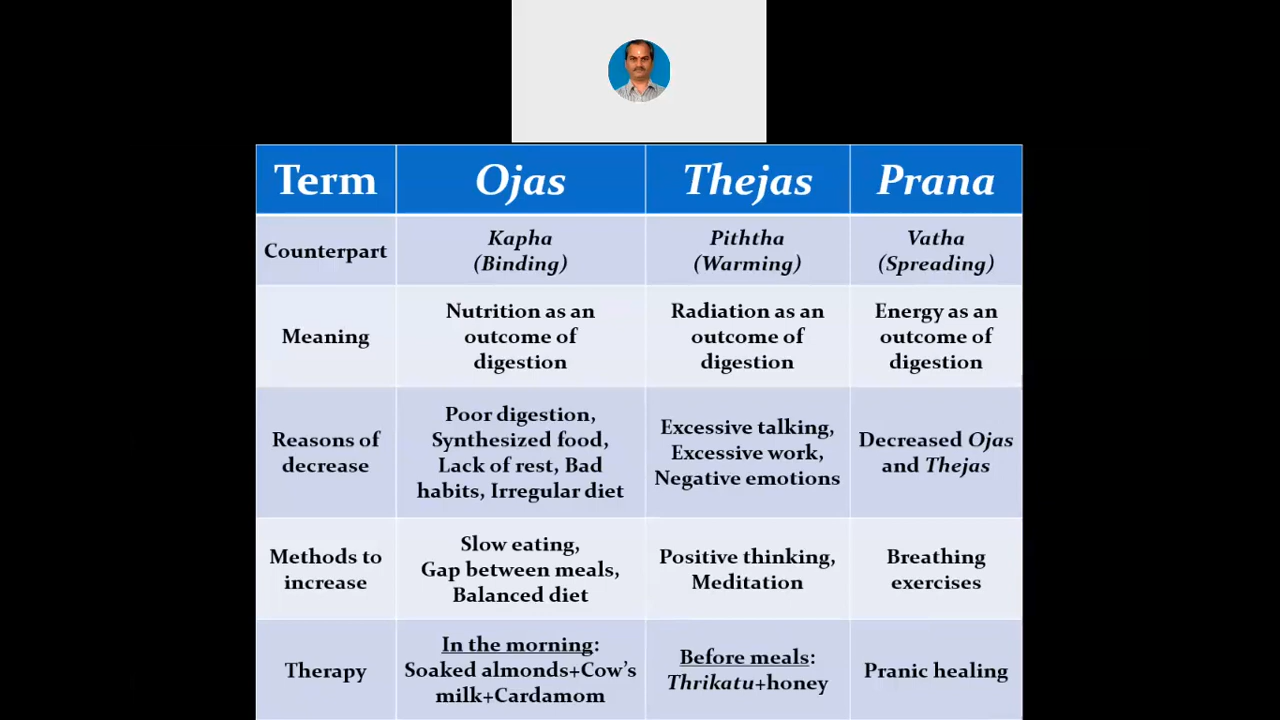 Term Ojas Thejas Prana
Counterpart
Kapha
(Binding)
Piththa
(Warming)
Vatha
(Spreading)
Meaning
Nutrition as an
outcome of
digestion
Radiation as an
outcome of
digestion
Energy as an
outcome of
digestion
Reasons of
decrease
Poor digestion,
Synthesized food,
Lack of rest, Bad
habits, Irregular diet
Excessive talking,
Excessive work,
Negative emotions
Decreased Ojas
and Thejas
Methods to
increase
Slow eating,
Gap between meals,
Balanced diet
Positive thinking,
Meditation
Breathing
exercises
Therapy
In the morning:
Soaked almonds+Cow’s
milk+Cardamom
Before meals:
Thrikatu+honey
Pranic healing